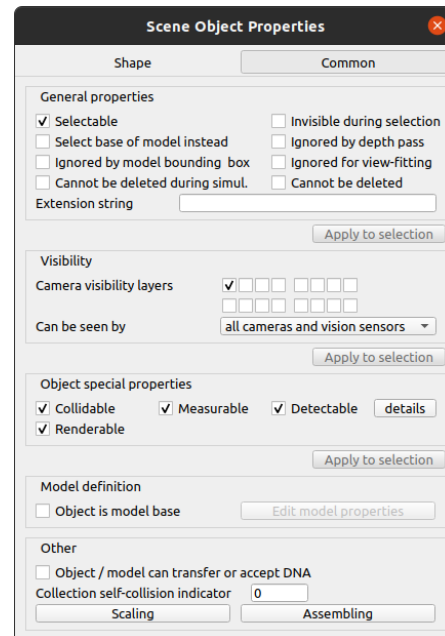 Scene Object Properties
Shape Common
General properties
Selectable Invisible during selection
Select base of model instead Ignored by depth pass
Ignored by model bounding box Ignored for view-fitting
Cannot be deleted during simul. Cannot be deleted
Extension string
Apply to selection
Visibility
Camera visibility layers
Can be seen by all cameras and vision sensors
Apply to selection
Object special properties
Collidable Measurable Detectable details
Renderable
Apply to selection
Model definition
Object is model base Edit model properties
Other
Object / model can transfer or accept DNA
Collection self-collision indicator 0
Scaling Assembling